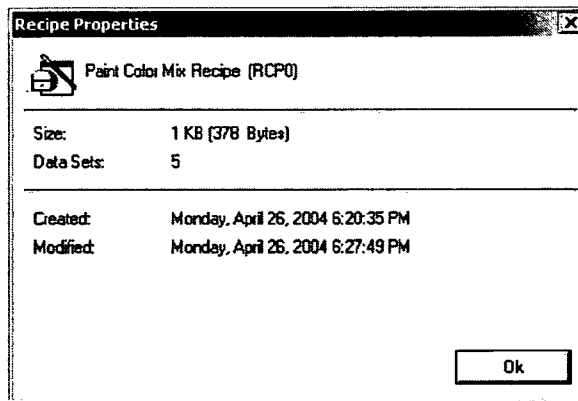 Recipe Properties
Paint Color Mix Recipe (RCP0)
Size: 1 KB (378 Bytes)
Data Sets: 5
Created: Monday, April 26, 2004 6:20:35 PM
Modified: Monday, April 26, 2004 6:27:49 PM
Ok